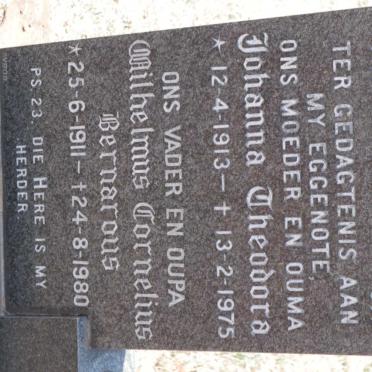 TER GEDAGTENIS AAN
MY EGGENOTE,
ONS MOEDER EN OUMA
Johanna Theodora
* 12-4-1913 — † 13-2-1975
ONS VADER EN OUPA
Wilhelmus Cornelius
Bernardus
* 25-6-1911 — † 24-8-1980
PS. 23. DIE HERE IS MY
HERDER